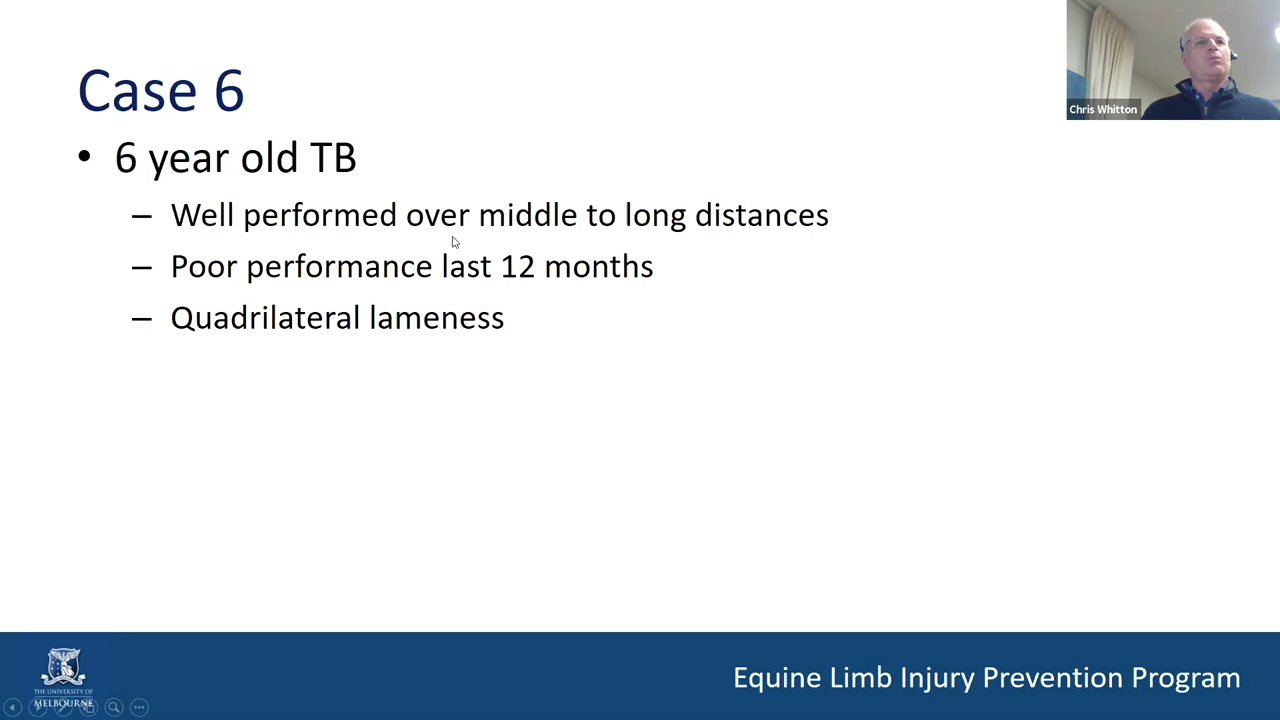 Case 6
• 6 year old TB
– Well performed over middle to long distances
– Poor performance last 12 months
– Quadrilateral lameness
Chris Whitton
THE UNIVERSITY OF
MELBOURNE
Equine Limb Injury Prevention Program